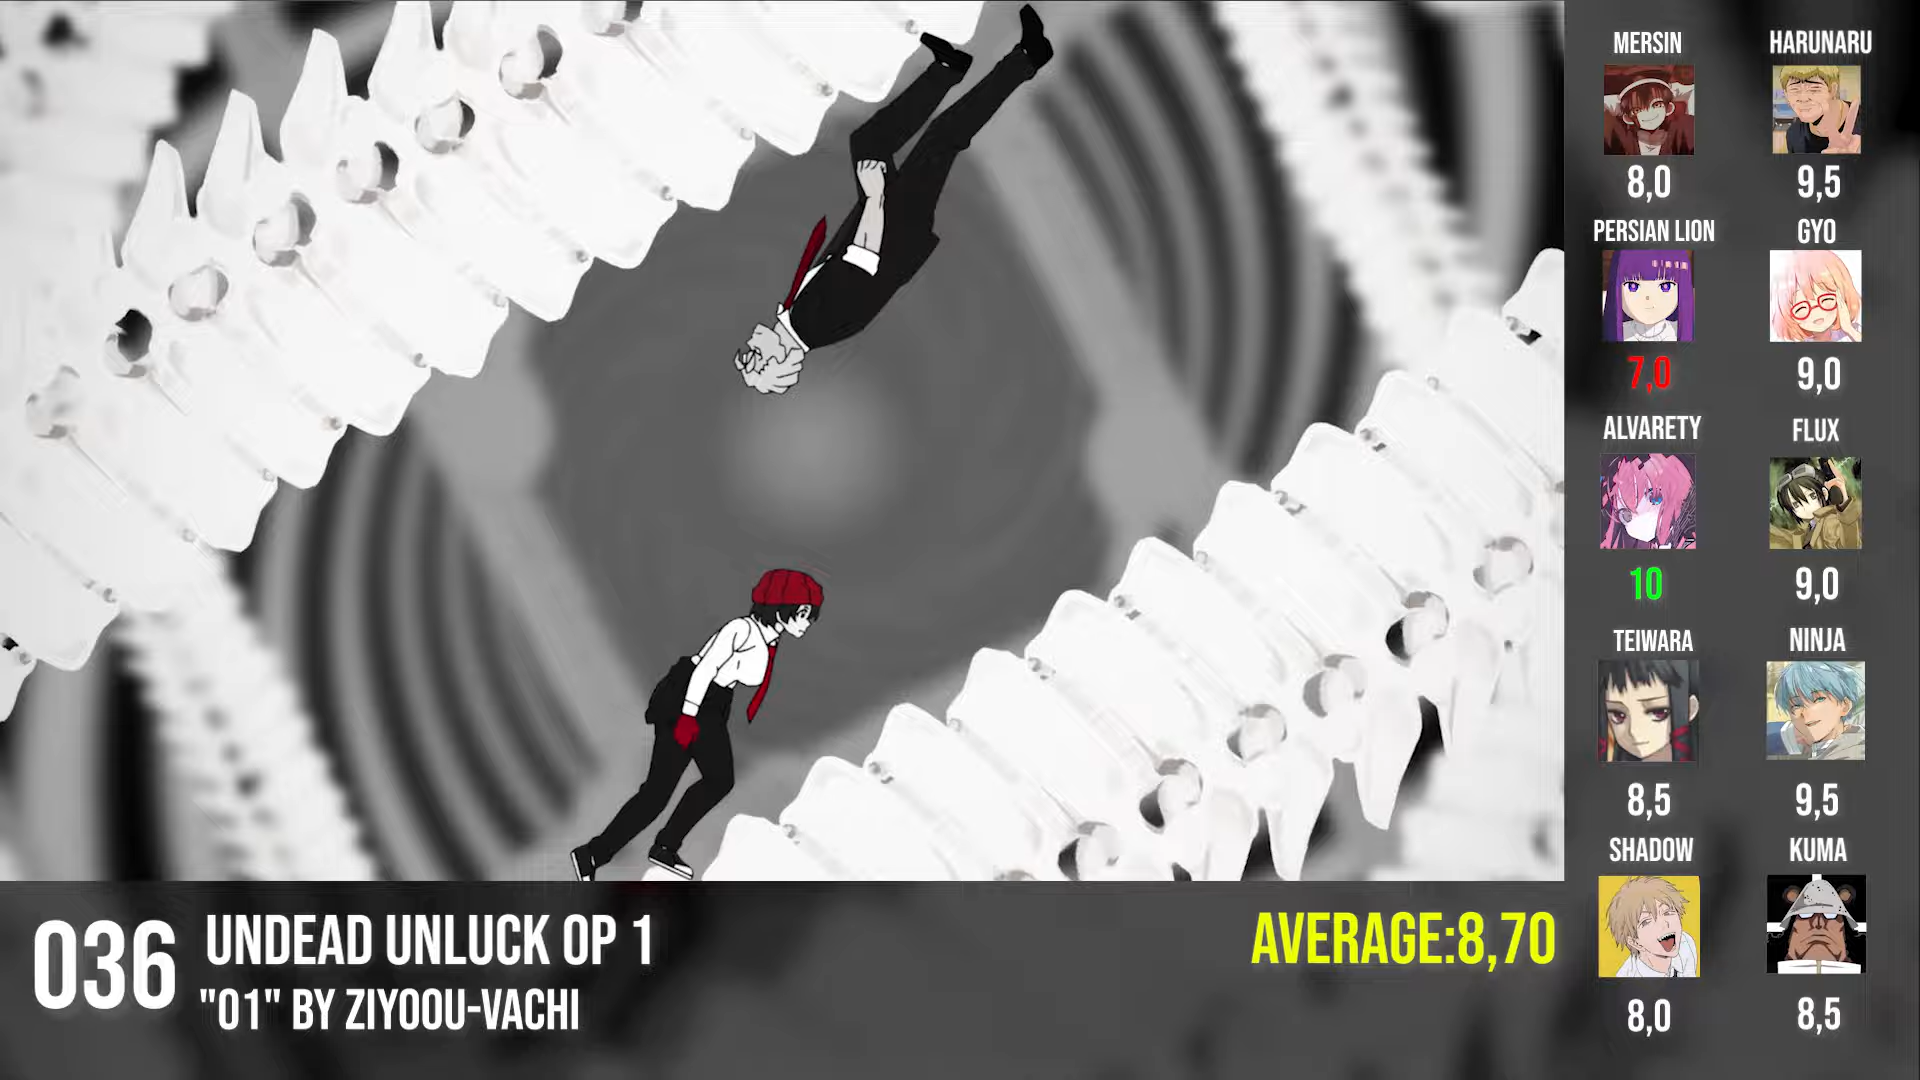 MERSIN HARUNARU
8,0 9,5
PERSIAN LION GYO
7,0 9,0
ALVARETY FLUX
10 9,0
TEIWARA NINJA
8,5 9,5
SHADOW KUMA
8,0 8,5
036
UNDEAD UNLUCK OP 1
"01" BY ZIYOOU-VACHI
AVERAGE:8,70